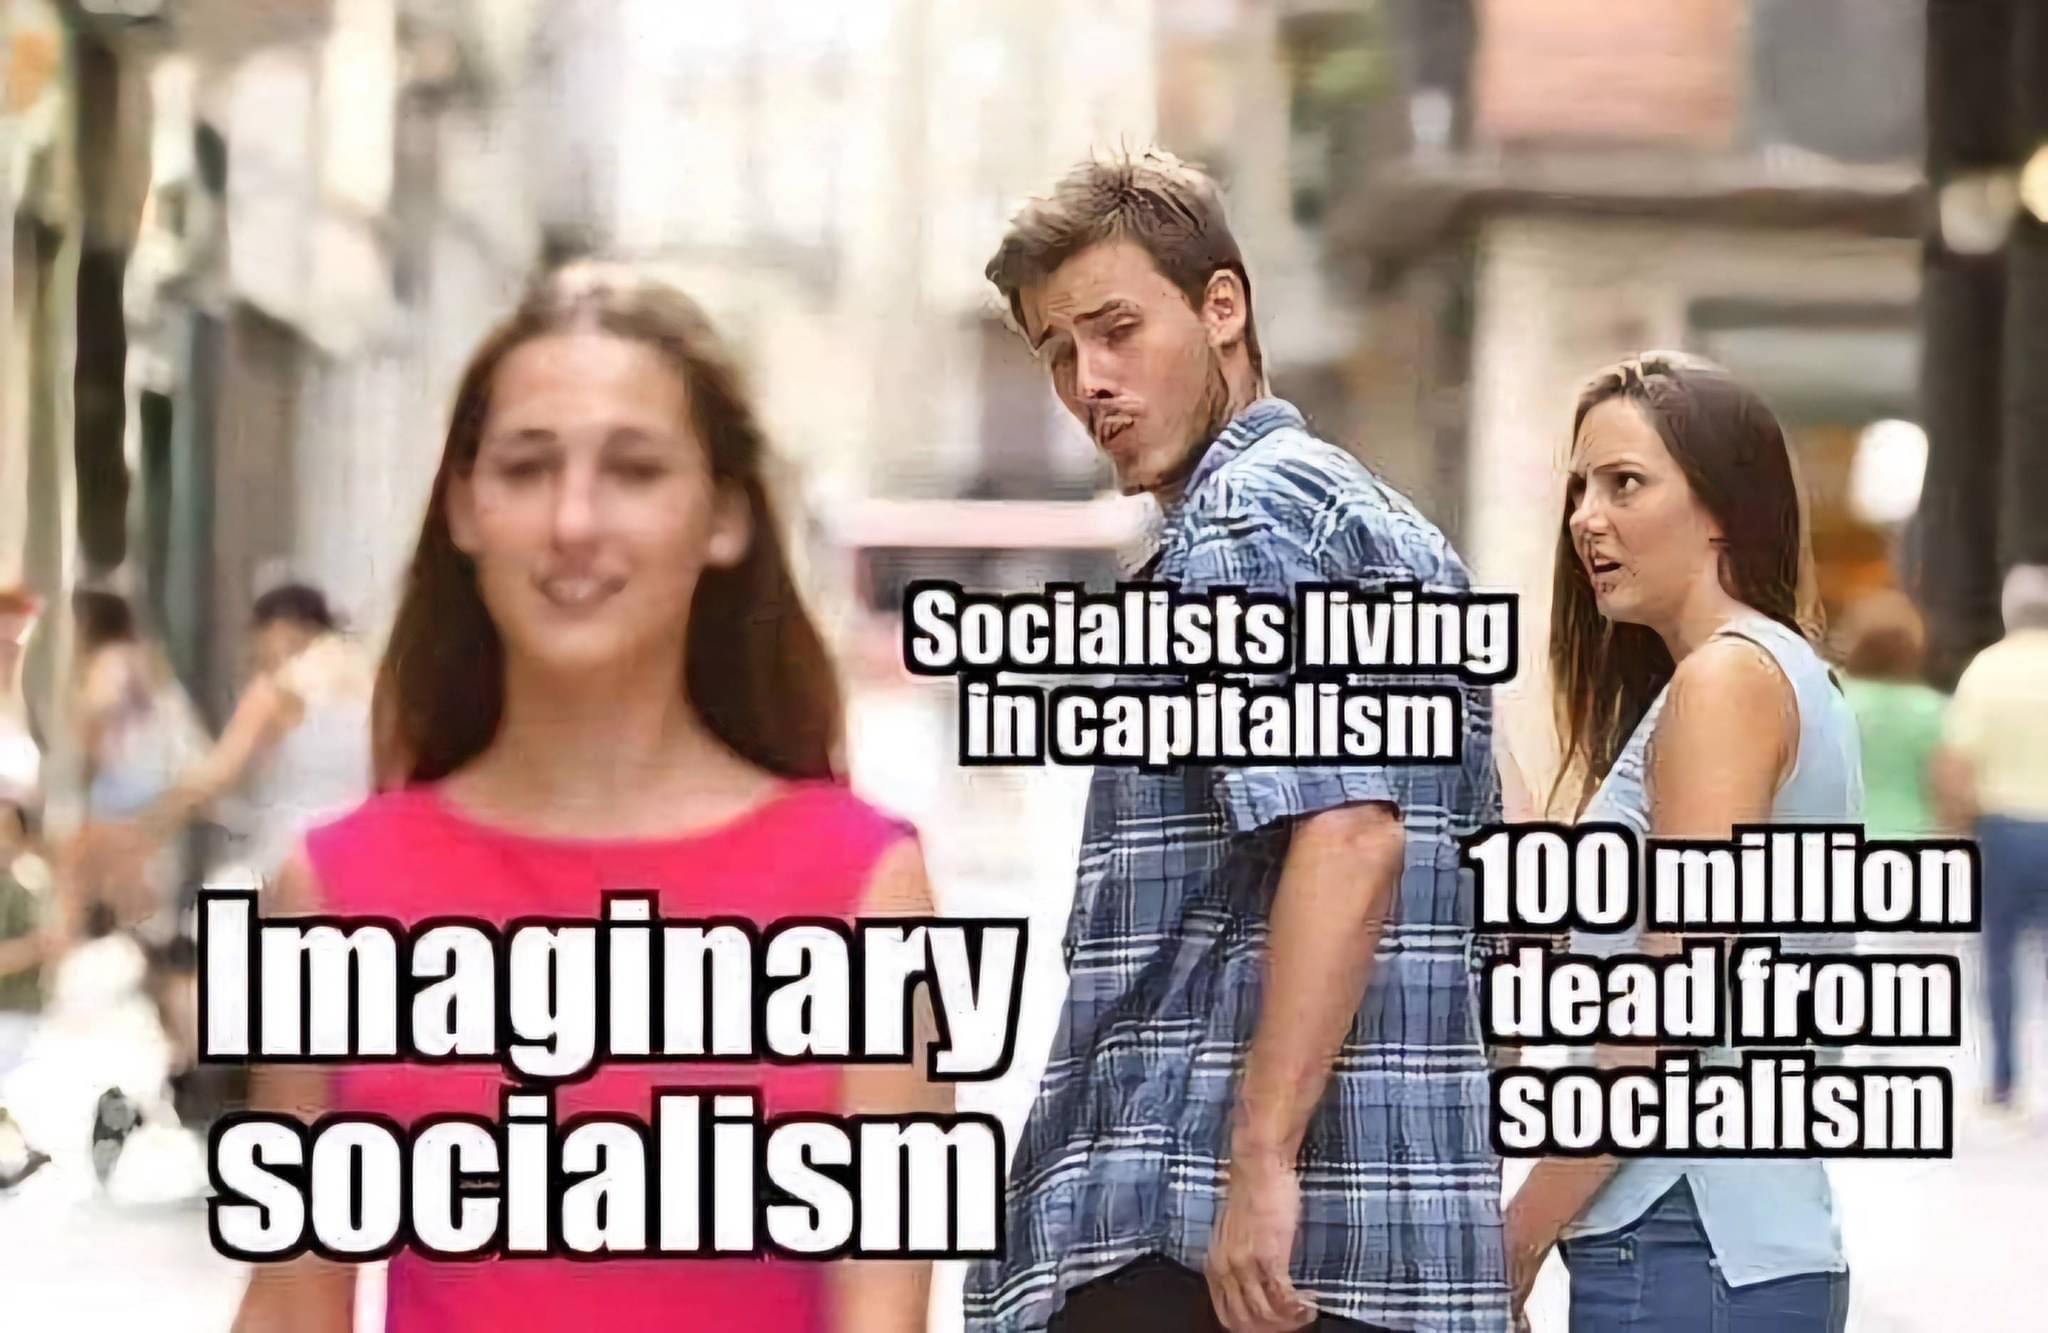 Imaginary
socialism
Socialists living
in capitalism
100 million
dead from
socialism